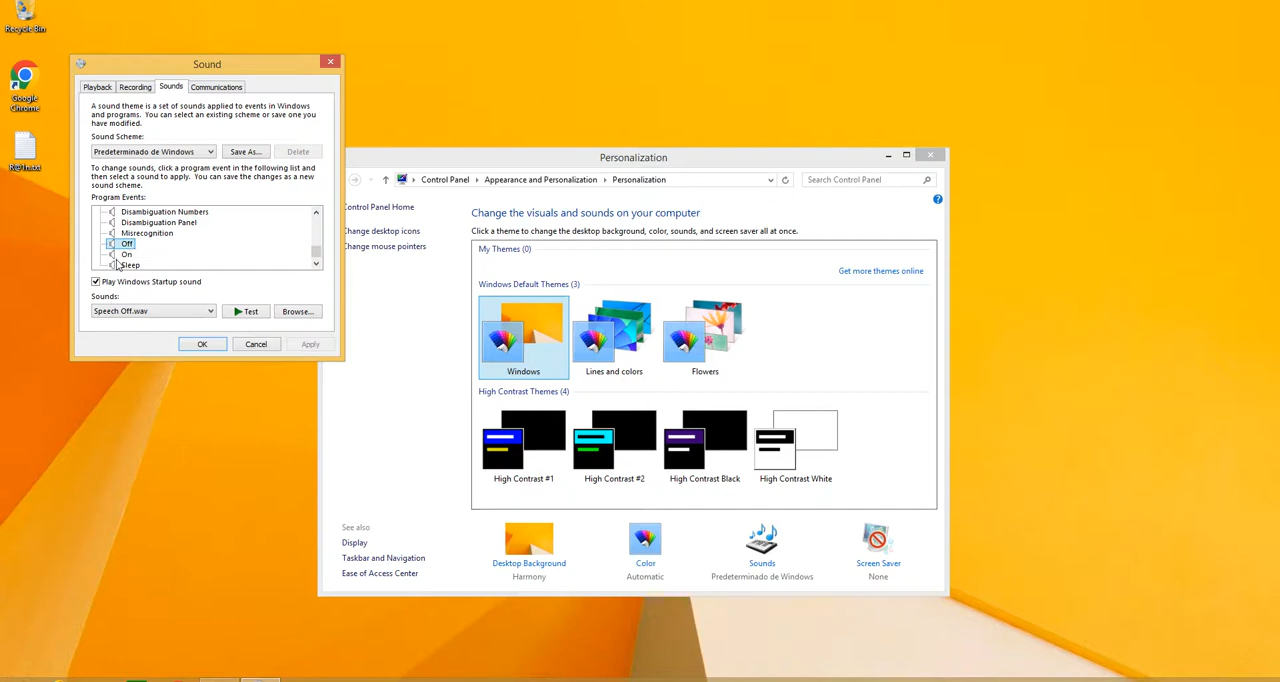 Recycle Bin
Google
Chrome
Sound
Playback
Recording
Sounds
Communications
A sound theme is a set of sounds applied to events in Windows
and programs. You can select an existing scheme or save one you
have modified.
Sound Scheme:
Predeterminado de Windows
Save As...
Delete
To change sounds, click a program event in the following list and
then select a sound to apply. You can save the changes as a new
sound scheme.
Program Events:
Disambiguation Numbers
Disambiguation Panel
Misrecognition
Off
On
Sleep
Play Windows Startup sound
Sounds:
Speech Off.wav
Test
Browse...
OK
Cancel
Apply
Personalization
Control Panel
Appearance and Personalization
Personalization
Search Control Panel
Control Panel Home
Change desktop icons
Change mouse pointers
Change the visuals and sounds on your computer
Click a theme to change the desktop background, color, sounds, and screen saver all at once.
My Themes (0)
Get more themes online
Windows Default Themes (3)
Windows
Lines and colors
Flowers
High Contrast Themes (4)
High Contrast #1
High Contrast #2
High Contrast Black
High Contrast White
See also
Display
Taskbar and Navigation
Ease of Access Center
Desktop Background
Harmony
Color
Automatic
Sounds
Predeterminado de Windows
Screen Saver
None